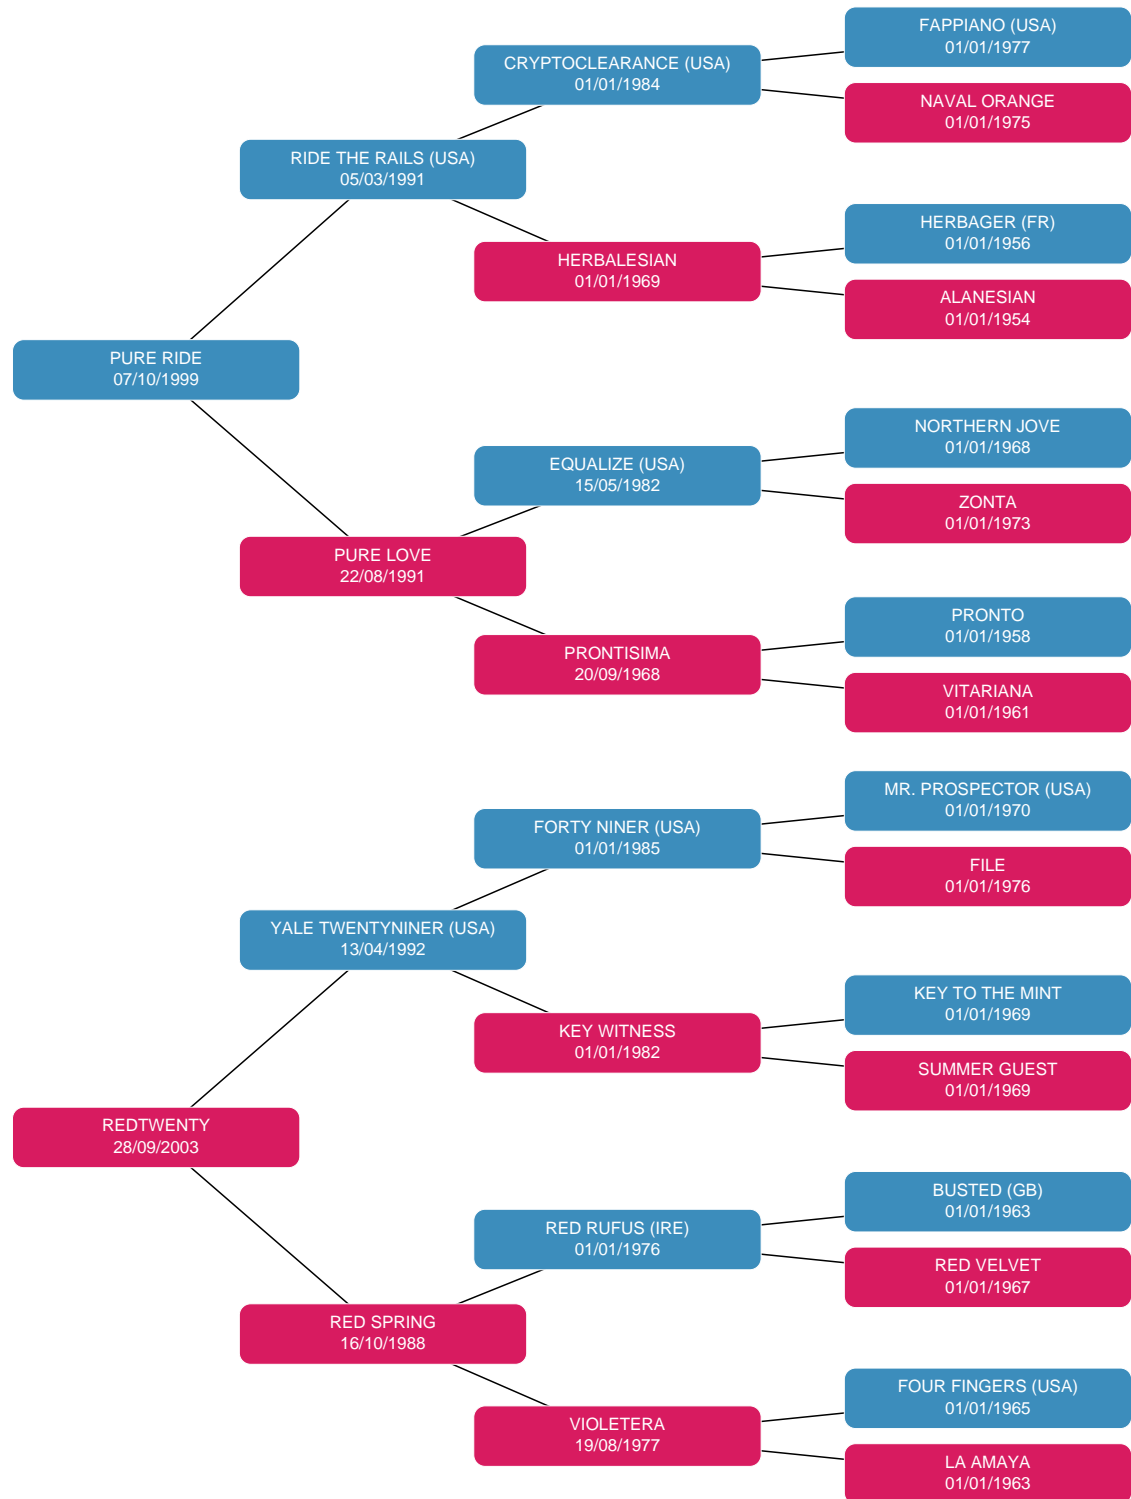 FAPPIANO (USA)
01/01/1977
CRYPTOCLEARANCE (USA)
01/01/1984
NAVAL ORANGE
01/01/1975
RIDE THE RAILS (USA)
05/03/1991
HERBAGER (FR)
01/01/1956
HERBALESIAN
01/01/1969
ALANESIAN
01/01/1954
PURE RIDE
07/10/1999
NORTHERN JOVE
01/01/1968
EQUALIZE (USA)
15/05/1982
ZONTA
01/01/1973
PURE LOVE
22/08/1991
PRONTO
01/01/1958
PRONTISIMA
20/09/1968
VITARIANA
01/01/1961
MR. PROSPECTOR (USA)
01/01/1970
FORTY NINER (USA)
01/01/1985
FILE
01/01/1976
YALE TWENTYNINER (USA)
13/04/1992
KEY TO THE MINT
01/01/1969
KEY WITNESS
01/01/1982
SUMMER GUEST
01/01/1969
REDTWENTY
28/09/2003
BUSTED (GB)
01/01/1963
RED RUFUS (IRE)
01/01/1976
RED VELVET
01/01/1967
RED SPRING
16/10/1988
FOUR FINGERS (USA)
01/01/1965
VIOLETERA
19/08/1977
LA AMAYA
01/01/1963